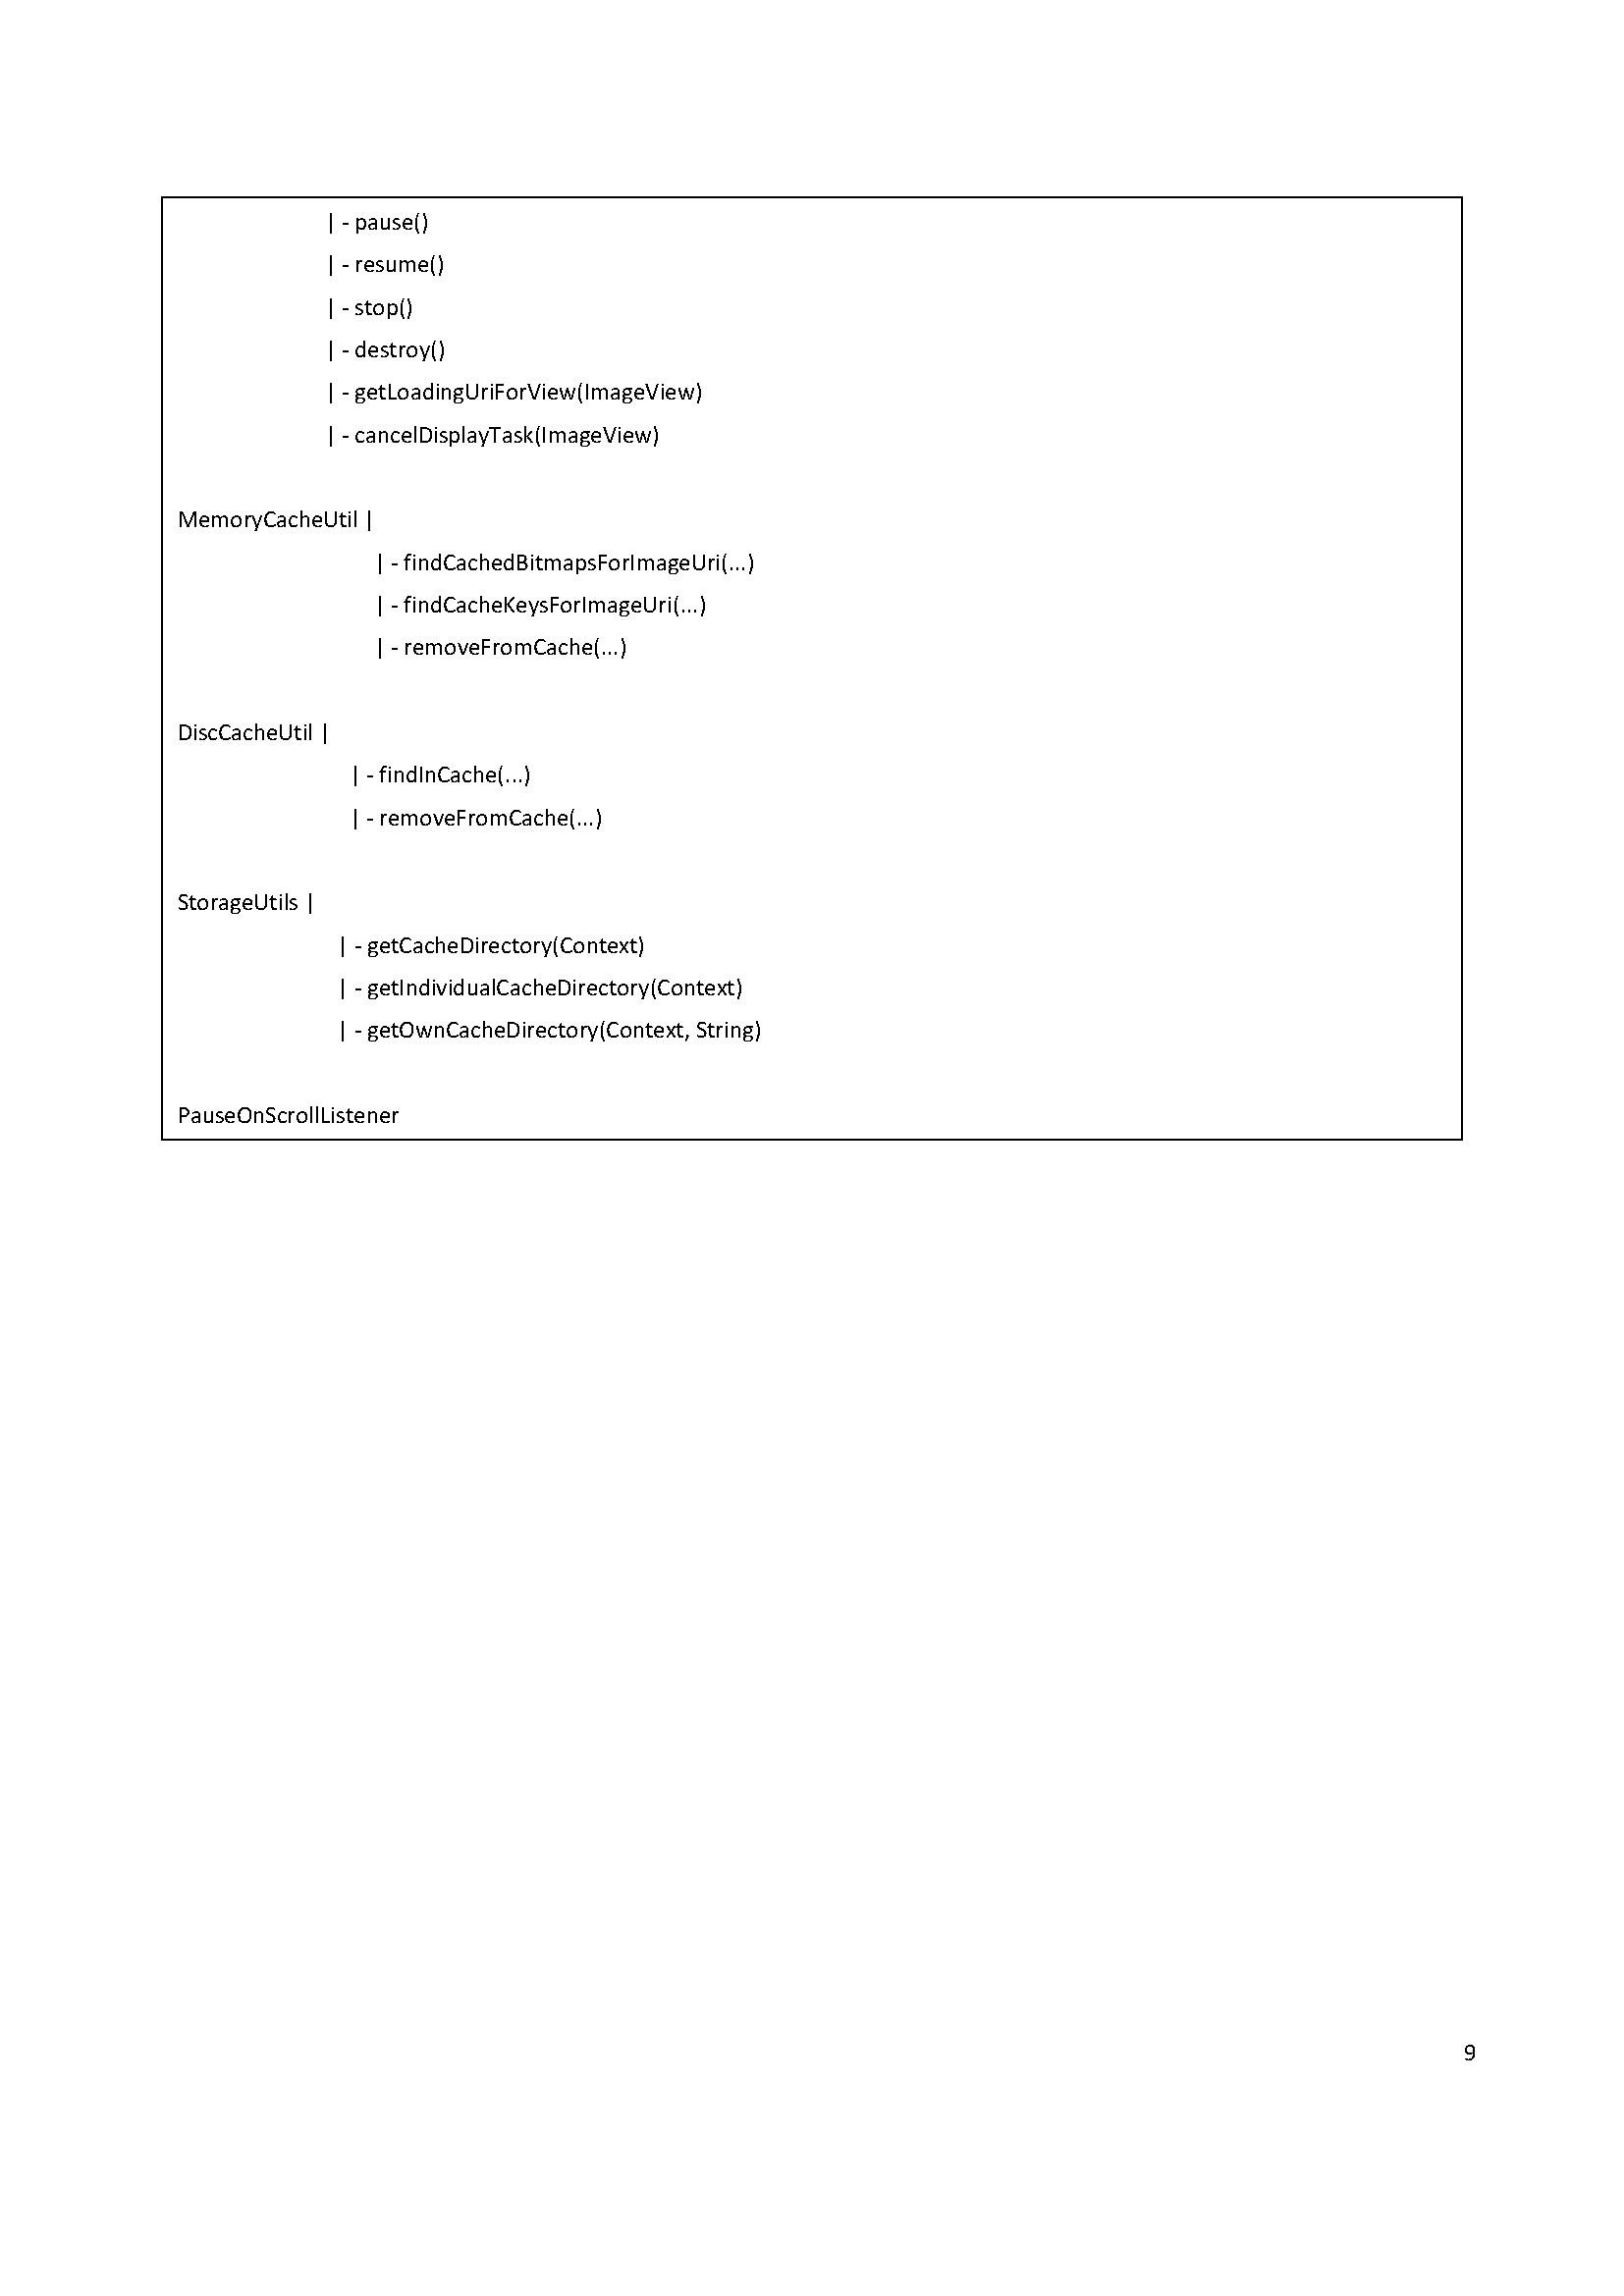 | - pause()
| - resume()
| - stop()
| - destroy()
| - getLoadingUriForView(ImageView)
| - cancelDisplayTask(ImageView)
MemoryCacheUtil |
| - findCachedBitmapsForImageUri(...)
| - findCacheKeysForImageUri(...)
| - removeFromCache(...)
DiscCacheUtil |
| - findInCache(...)
| - removeFromCache(...)
StorageUtils |
| - getCacheDirectory(Context)
| - getIndividualCacheDirectory(Context)
| - getOwnCacheDirectory(Context, String)
PauseOnScrollListener
9